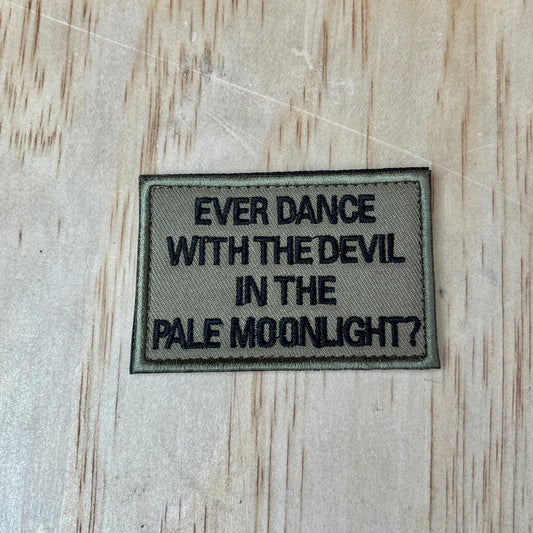 EVER DANCE
WITH THE DEVIL
IN THE
PALE MOONLIGHT?